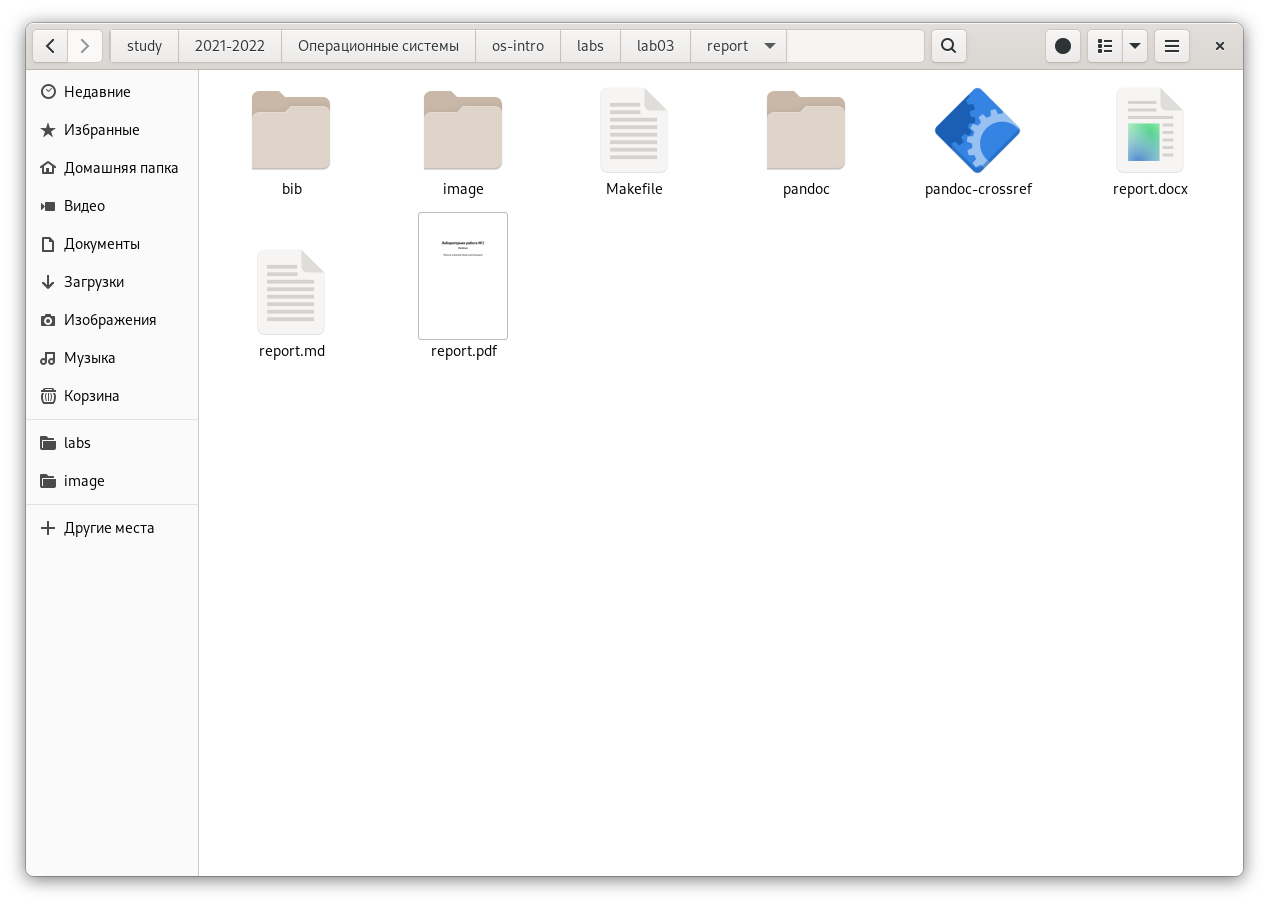 study 2021-2022 Операционные системы os-intro labs lab03 report
Недавние
Избранные
Домашняя папка
Видео
Документы
Загрузки
Изображения
Музыка
Корзина
labs
image
Другие места
bib image Makefile pandoc pandoc-crossref report.docx
report.md report.pdf